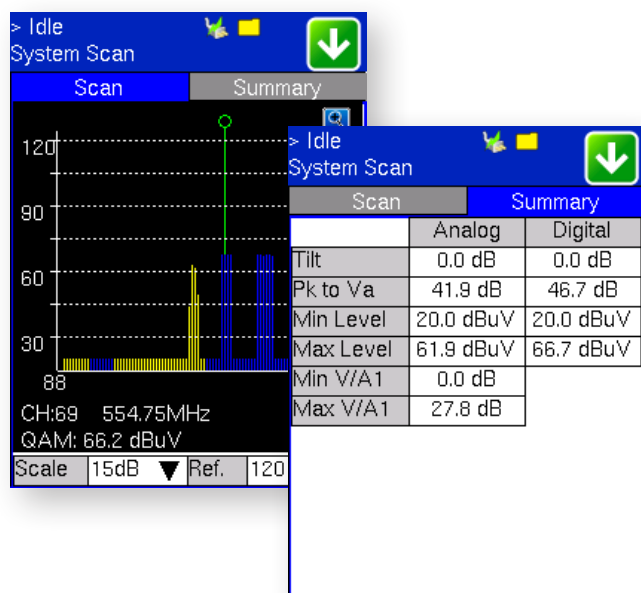 > Idle
System Scan
Scan Summary
120
90
60
30
88
CH:69 554.75MHz
QAM: 66.2 dBuV
Scale 15dB ▼ Ref. 120
> Idle
System Scan
Scan Summary
Analog Digital
Tilt 0.0 dB 0.0 dB
Pk to Va 41.9 dB 46.7 dB
Min Level 20.0 dBuV 20.0 dBuV
Max Level 61.9 dBuV 66.7 dBuV
Min V/A1 0.0 dB
Max V/A1 27.8 dB